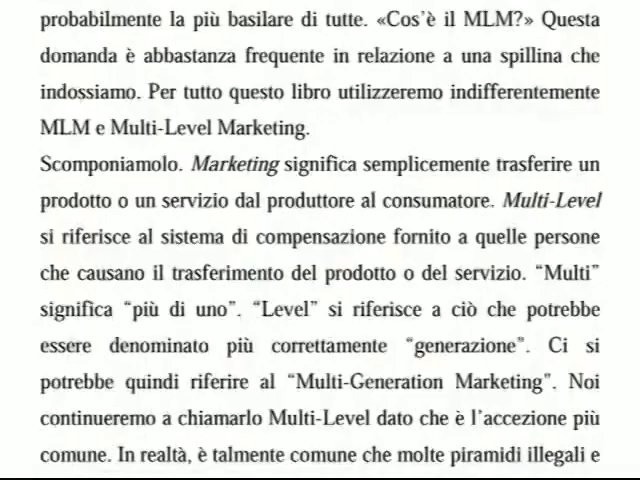 probabilmente la più basilare di tutte. «Cos'è il MLM?» Questa
domanda è abbastanza frequente in relazione a una spillina che
indossiamo. Per tutto questo libro utilizzeremo indifferentemente
MLM e Multi-Level Marketing.
Scomponiamolo. Marketing significa semplicemente trasferire un
prodotto o un servizio dal produttore al consumatore. Multi-Level
si riferisce al sistema di compensazione fornito a quelle persone
che causano il trasferimento del prodotto o del servizio. “Multi”
significa “più di uno”. “Level” si riferisce a ciò che potrebbe
essere denominato più correttamente “generazione”. Ci si
potrebbe quindi riferire al “Multi-Generation Marketing”. Noi
continueremo a chiamarlo Multi-Level dato che è l'accezione più
comune. In realtà, è talmente comune che molte piramidi illegali e